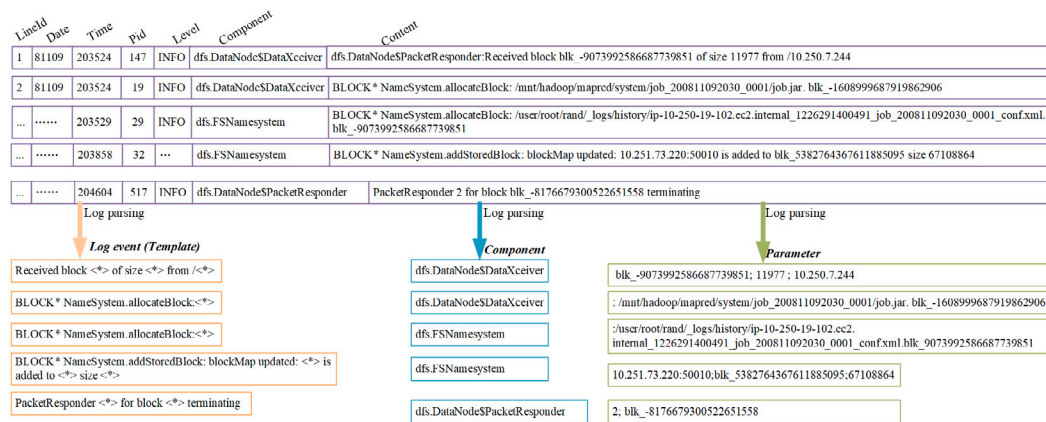 LineId Date Time Pid Level Component Content
1 81109 203524 147 INFO dfs.DataNode$DataXceiver dfs.DataNode$PacketResponder:Received block blk_-9073992586687739851 of size 11977 from /10.250.7.244
2 81109 203524 19 INFO dfs.DataNode$DataXceiver BLOCK* NameSystem.allocateBlock: /mnt/hadoop/mapred/system/job_200811092030_0001/job.jar. blk_-1608999687919862906
... ...... 203529 29 INFO dfs.FSNamesystem BLOCK* NameSystem.allocateBlock: /user/root/rand/_logs/history/ip-10-250-19-102.ec2.internal_1226291400491_job_200811092030_0001_conf.xml.
blk_-9073992586687739851
... ...... 203858 32 ... dfs.FSNamesystem BLOCK* NameSystem.addStoredBlock: blockMap updated: 10.251.73.220:50010 is added to blk_5382764367611885095 size 67108864
... ...... 204604 517 INFO dfs.DataNode$PacketResponder PacketResponder 2 for block blk_-8176679300522651558 terminating
Log parsing Log parsing Log parsing
Log event (Template) Component Parameter
Received block <*> of size <*> from /<*> dfs.DataNode$DataXceiver blk_-9073992586687739851; 11977 ; 10.250.7.244
BLOCK* NameSystem.allocateBlock:<*> dfs.DataNode$DataXceiver : /mnt/hadoop/mapred/system/job_200811092030_0001/job.jar. blk_-1608999687919862906
BLOCK* NameSystem.allocateBlock:<*> dfs.FSNamesystem :/user/root/rand/_logs/history/ip-10-250-19-102.ec2.
internal_1226291400491_job_200811092030_0001_conf.xml.blk_9073992586687739851
BLOCK* NameSystem.addStoredBlock: blockMap updated: <*> is
added to <*> size <*>
dfs.FSNamesystem 10.251.73.220:50010;blk_5382764367611885095;67108864
PacketResponder <*> for block <*> terminating
dfs.DataNode$PacketResponder 2; blk_-8176679300522651558